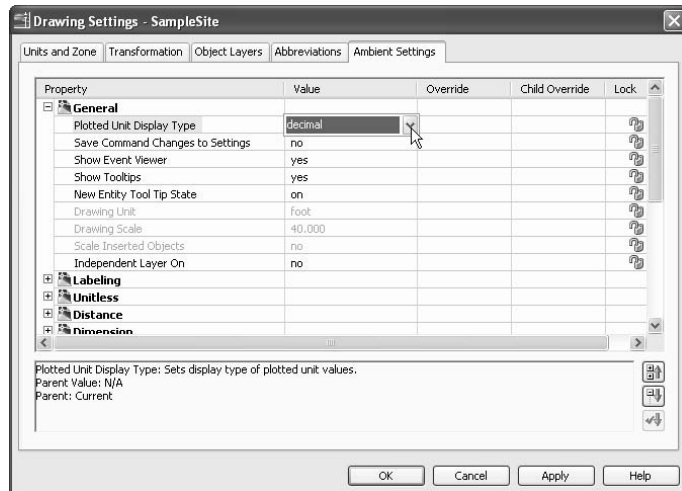 Drawing Settings - SampleSite
Units and Zone Transformation Object Layers Abbreviations Ambient Settings
Property Value Override Child Override Lock
General
Plotted Unit Display Type decimal
Save Command Changes to Settings no
Show Event Viewer yes
Show Tooltips yes
New Entity Tool Tip State on
Drawing Unit foot
Drawing Scale 40.000
Scale Inserted Objects no
Independent Layer On no
Labeling
Unitless
Distance
Dimension
Plotted Unit Display Type: Sets display type of plotted unit values.
Parent Value: N/A
Parent: Current
OK Cancel Apply Help